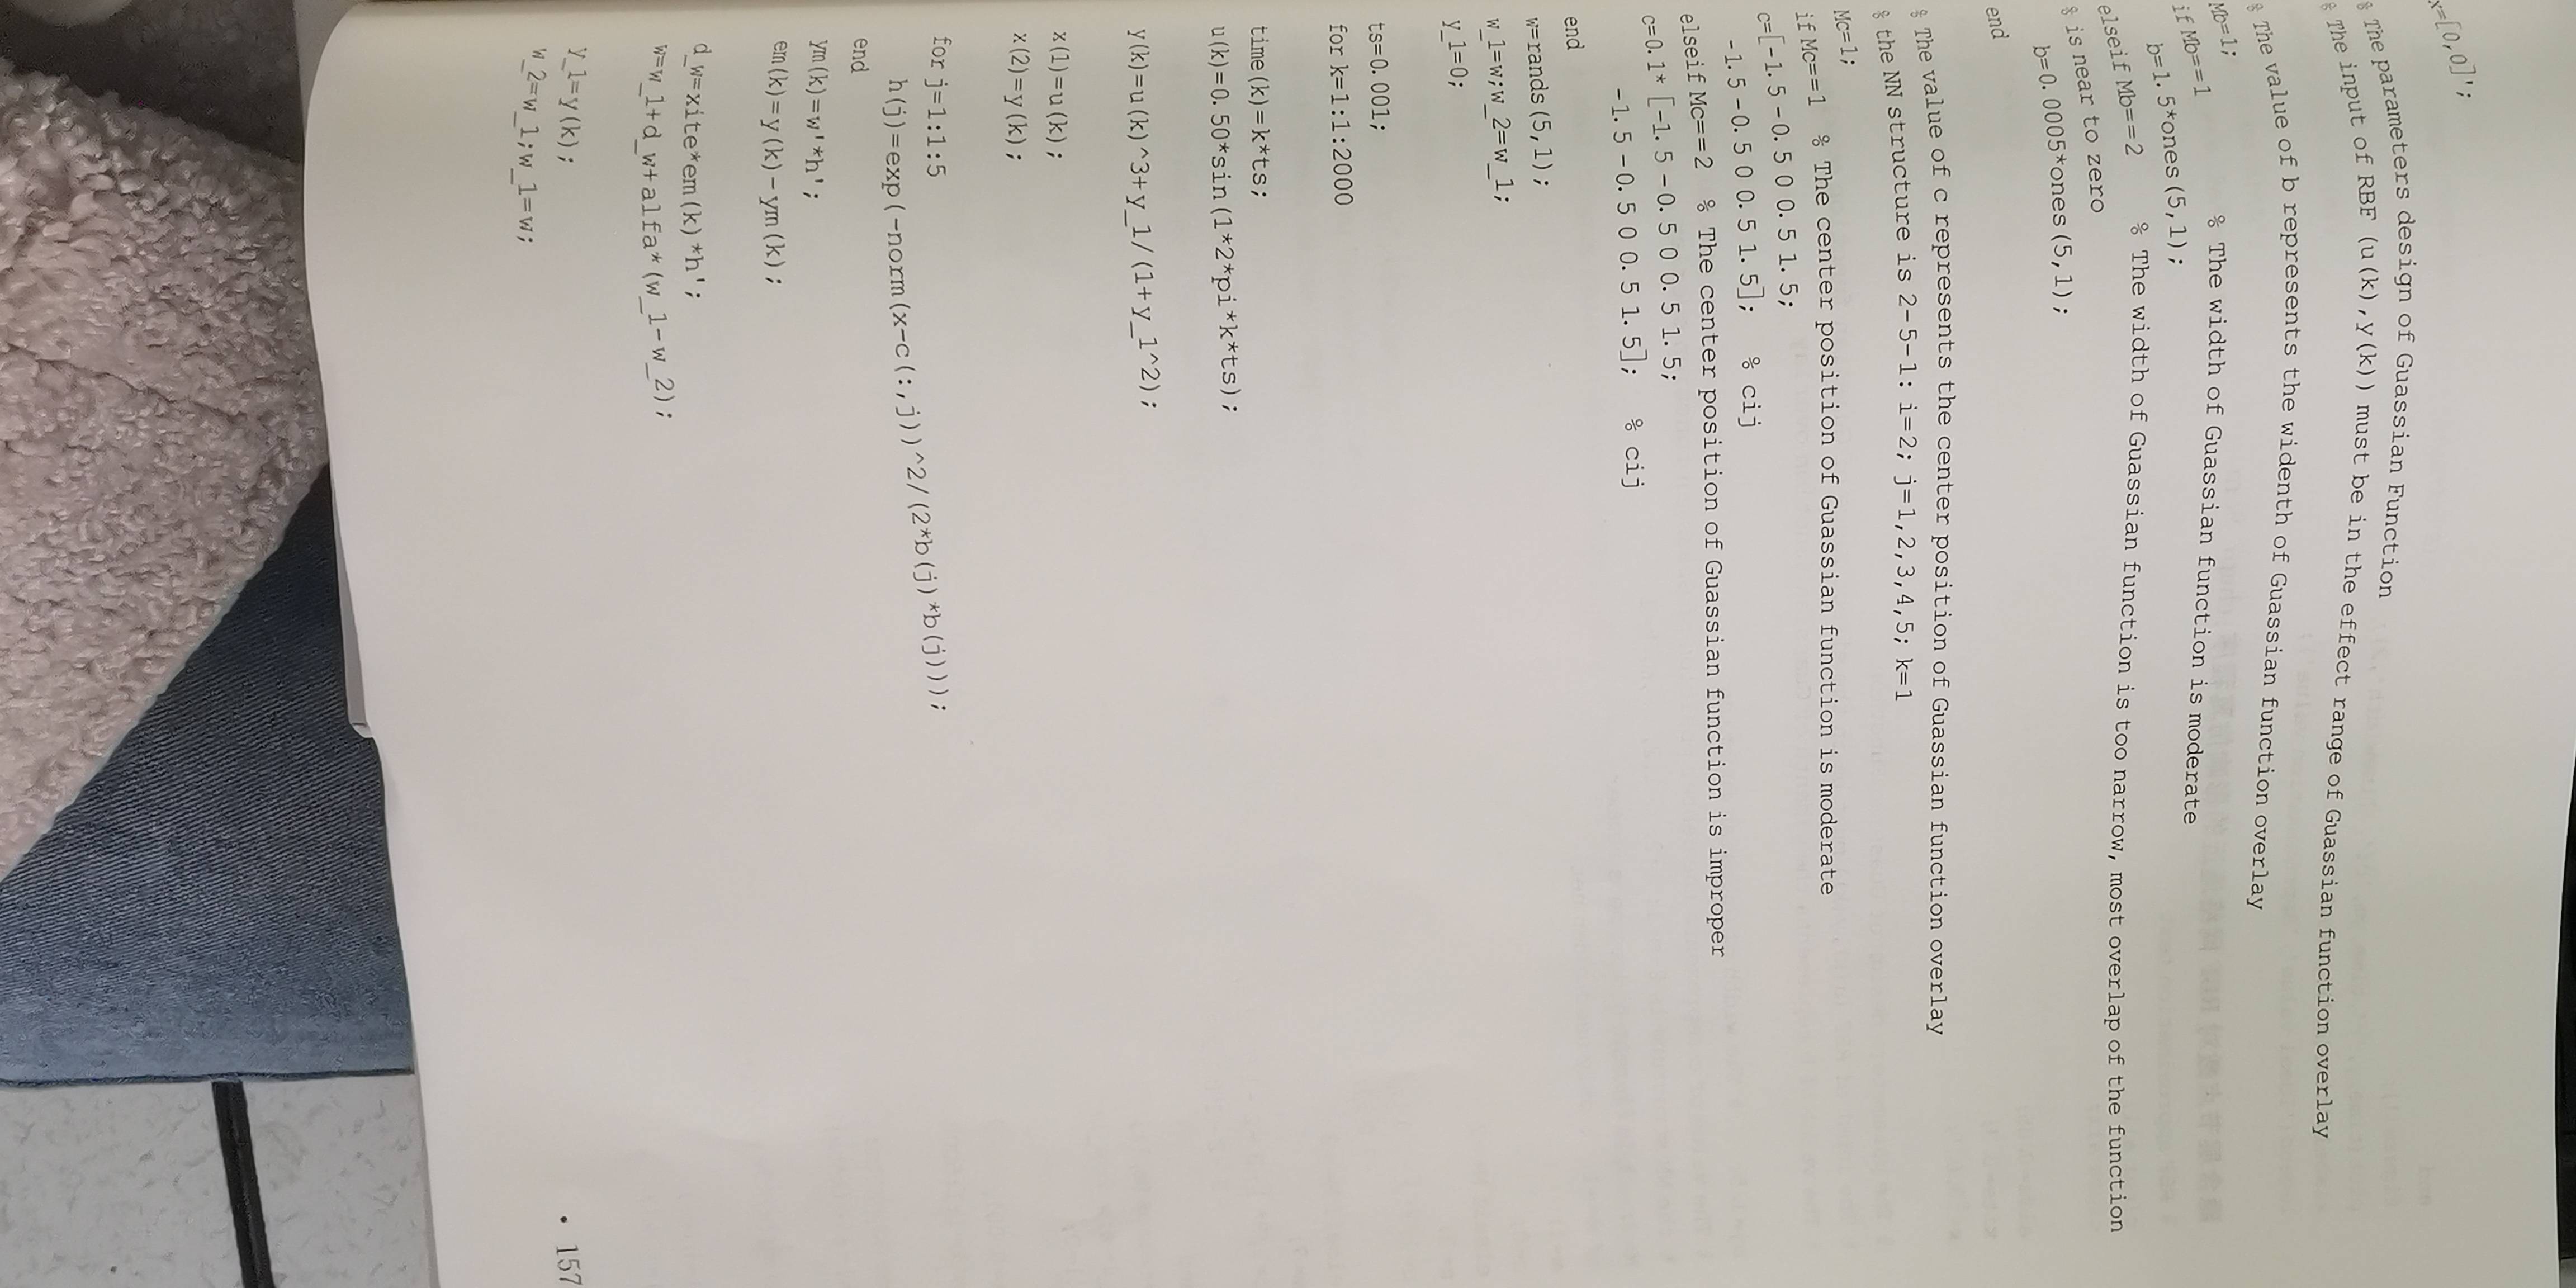 x=[0,0]';
% The parameters design of Guassian Function
% The input of RBF (u(k),y(k)) must be in the effect range of Guassian function overlay
% The value of b represents the widenth of Guassian function overlay
Mb=1;
if Mb==1 % The width of Guassian function is moderate
b=1.5*ones(5,1);
elseif Mb==2 % The width of Guassian function is too narrow, most overlap of the function
% is near to zero
b=0.0005*ones(5,1);
end
% The value of c represents the center position of Guassian function overlay
% the NN structure is 2-5-1: i=2; j=1,2,3,4,5; k=1
Mc=1;
if Mc==1 % The center position of Guassian function is moderate
c=[-1.5 -0.5 0 0.5 1.5;
-1.5 -0.5 0 0.5 1.5]; % cij
elseif Mc==2 % The center position of Guassian function is improper
c=0.1* [-1.5 -0.5 0 0.5 1.5;
-1.5 -0.5 0 0.5 1.5]; % cij
end
w=rands(5,1);
w_1=w;w_2=w_1;
y_1=0;
ts=0.001;
for k=1:1:2000
time(k)=k*ts;
u(k)=0.50*sin(1*2*pi*k*ts);
y(k)=u(k)^3+y_1/(1+y_1^2);
x(1)=u(k);
x(2)=y(k);
for j=1:1:5
h(j)=exp(-norm(x-c(:,j))^2/(2*b(j)*b(j)));
end
ym(k)=w'*h';
em(k)=y(k)-ym(k);
d_w=xite*em(k)*h';
w=w_1+d_w+alfa*(w_1-w_2);
y_1=y(k);
w_2=w_1;w_1=w;
• 157